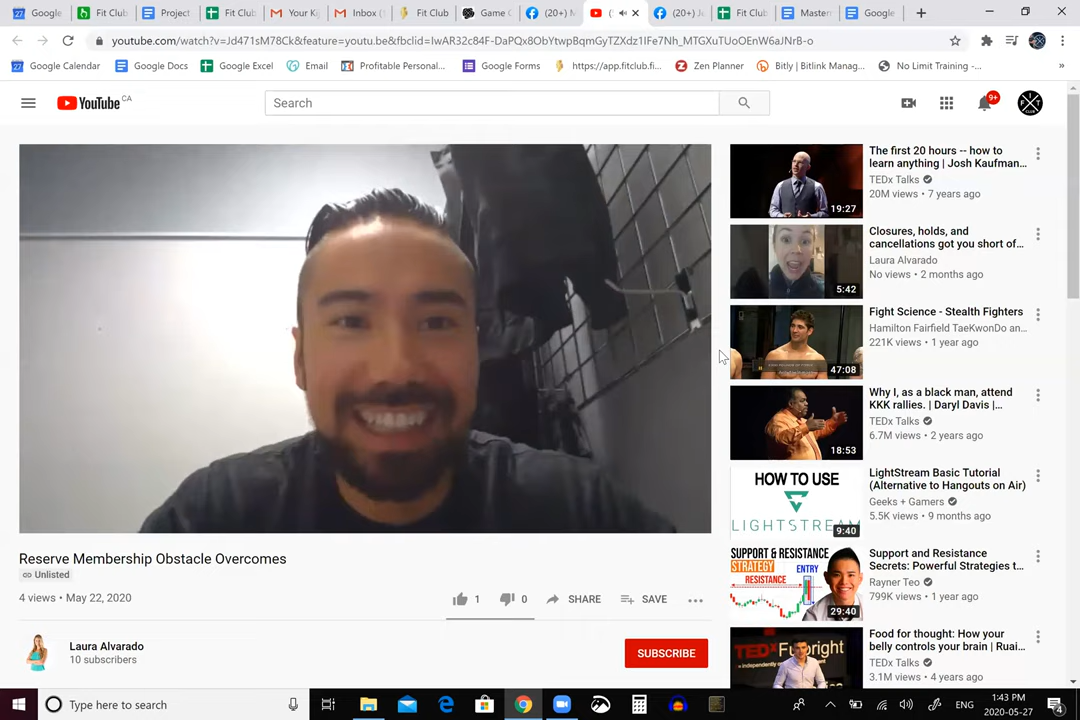 Google
Fit Club
Project
Fit Club
Your Ki
Inbox (
Fit Club
Game C
(20+) M
(
(20+) Jo
Fit Club
Master
Google
youtube.com/watch?v=Jd471sM78Ck&feature=youtu.be&fbclid=IwAR32c84F-DaPQx8ObYtwpBqmGyTZXdz1IFe7Nh_MTGXuTUoOEnW6aJNrB-o
Google Calendar
Google Docs
Google Excel
Email
Profitable Personal...
Google Forms
https://app.fitclub.fi...
Zen Planner
Bitly | Bitlink Manag...
No Limit Training -...
»
YouTube CA
Search
9+
FIT
CLUB
The first 20 hours -- how to
learn anything | Josh Kaufman...
TEDx Talks
20M views • 7 years ago
19:27
Closures, holds, and
cancellations got you short of...
Laura Alvarado
No views • 2 months ago
5:42
Fight Science - Stealth Fighters
Hamilton Fairfield TaeKwonDo an...
221K views • 1 year ago
47:08
Why I, as a black man, attend
KKK rallies. | Daryl Davis |...
TEDx Talks
6.7M views • 2 years ago
18:53
HOW TO USE
LIGHTSTREAM
9:40
LightStream Basic Tutorial
(Alternative to Hangouts on Air)
Geeks + Gamers
5.5K views • 9 months ago
SUPPORT & RESISTANCE
STRATEGY
ENTRY
RESISTANCE
29:40
Support and Resistance
Secrets: Powerful Strategies t...
Rayner Teo
799K views • 1 year ago
TEDxFulbright
Food for thought: How your
belly controls your brain | Ruai...
TEDx Talks
3.1M views • 4 years ago
Reserve Membership Obstacle Overcomes
Unlisted
4 views • May 22, 2020
1
0
SHARE
SAVE
Laura Alvarado
10 subscribers
SUBSCRIBE
Type here to search
ENG
1:43 PM
2020-05-27
4